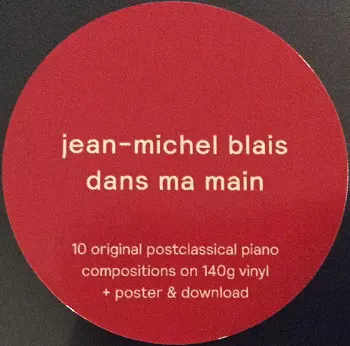 jean-michel blais
dans ma main
10 original postclassical piano
compositions on 140g vinyl
+ poster & download